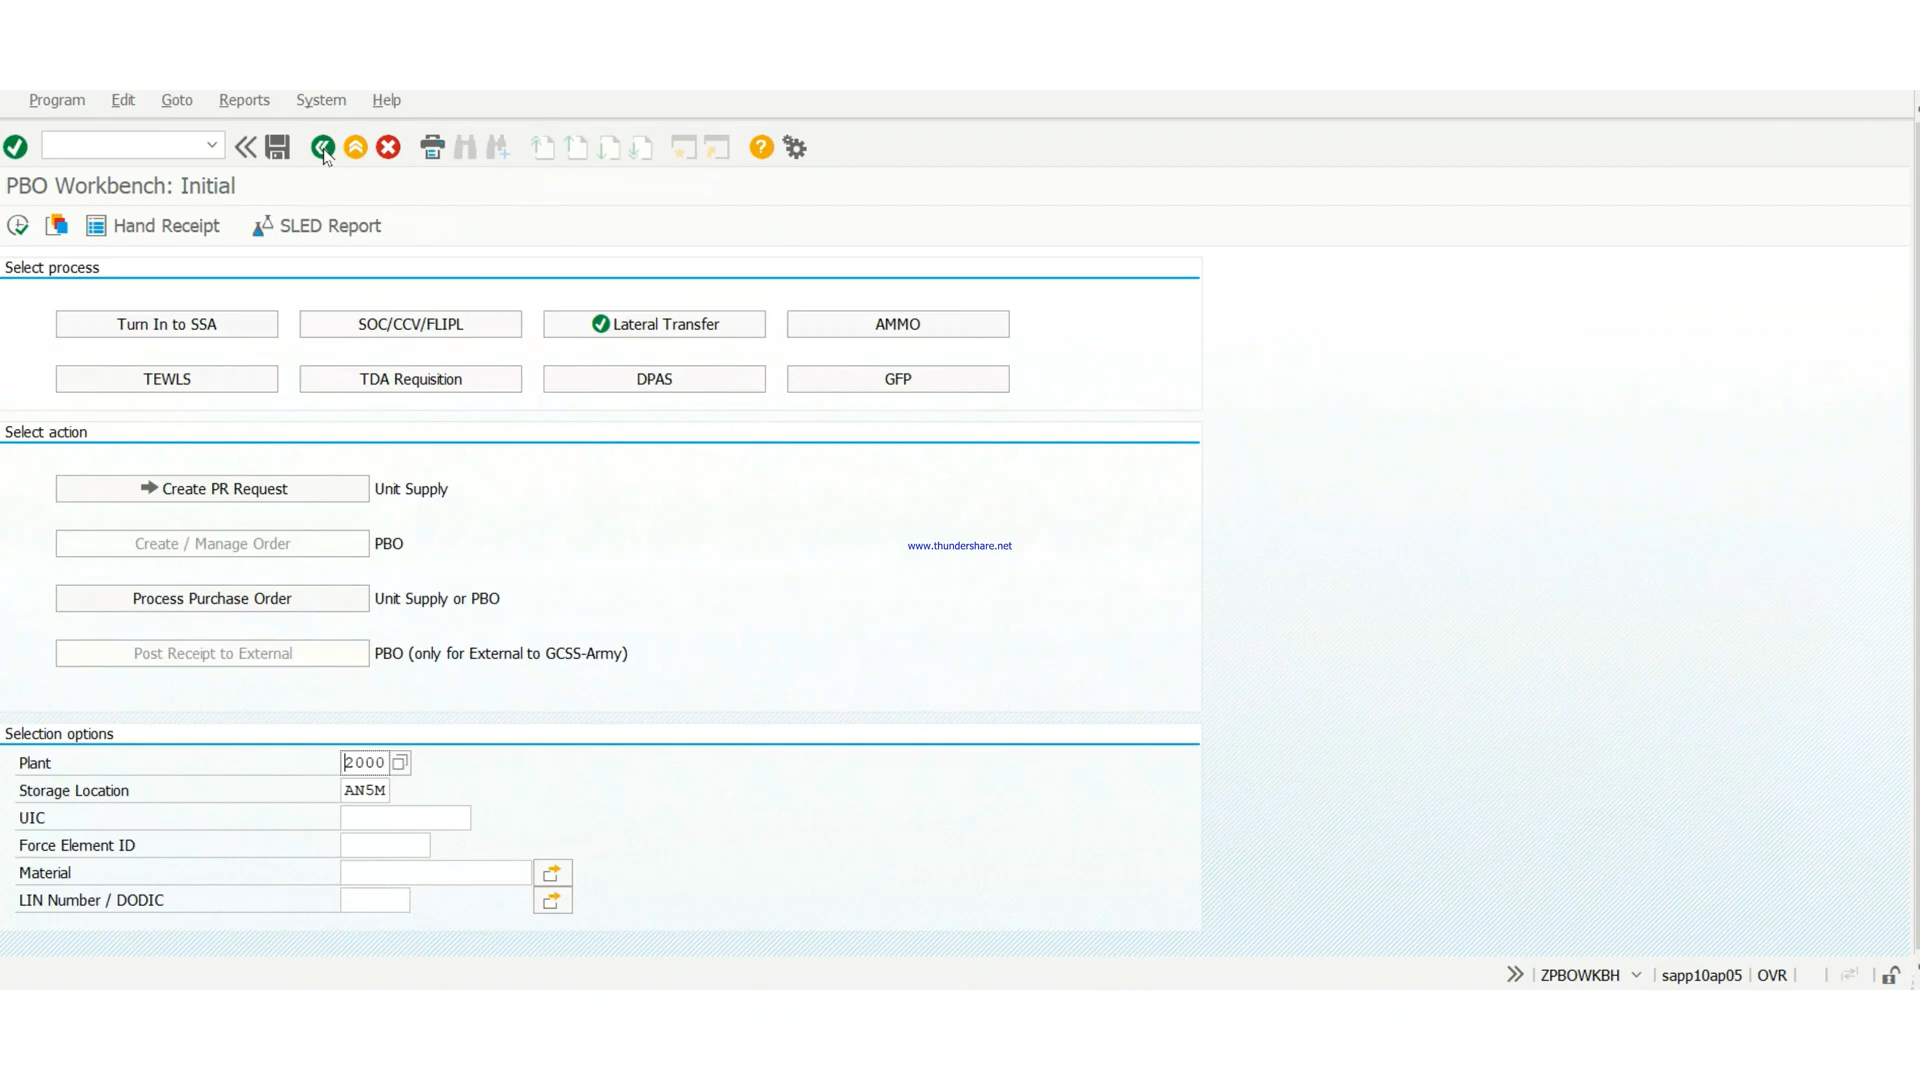 Program Edit Goto Reports System Help
PBO Workbench: Initial
Hand Receipt SLED Report
Select process
Turn In to SSA SOC/CCV/FLIPL Lateral Transfer AMMO
TEWLS TDA Requisition DPAS GFP
Select action
Create PR Request Unit Supply
Create / Manage Order PBO
www.thundershare.net
Process Purchase Order Unit Supply or PBO
Post Receipt to External PBO (only for External to GCSS-Army)
Selection options
Plant 2000
Storage Location AN5M
UIC
Force Element ID
Material
LIN Number / DODIC
ZPBOWKBH sapp10ap05 OVR